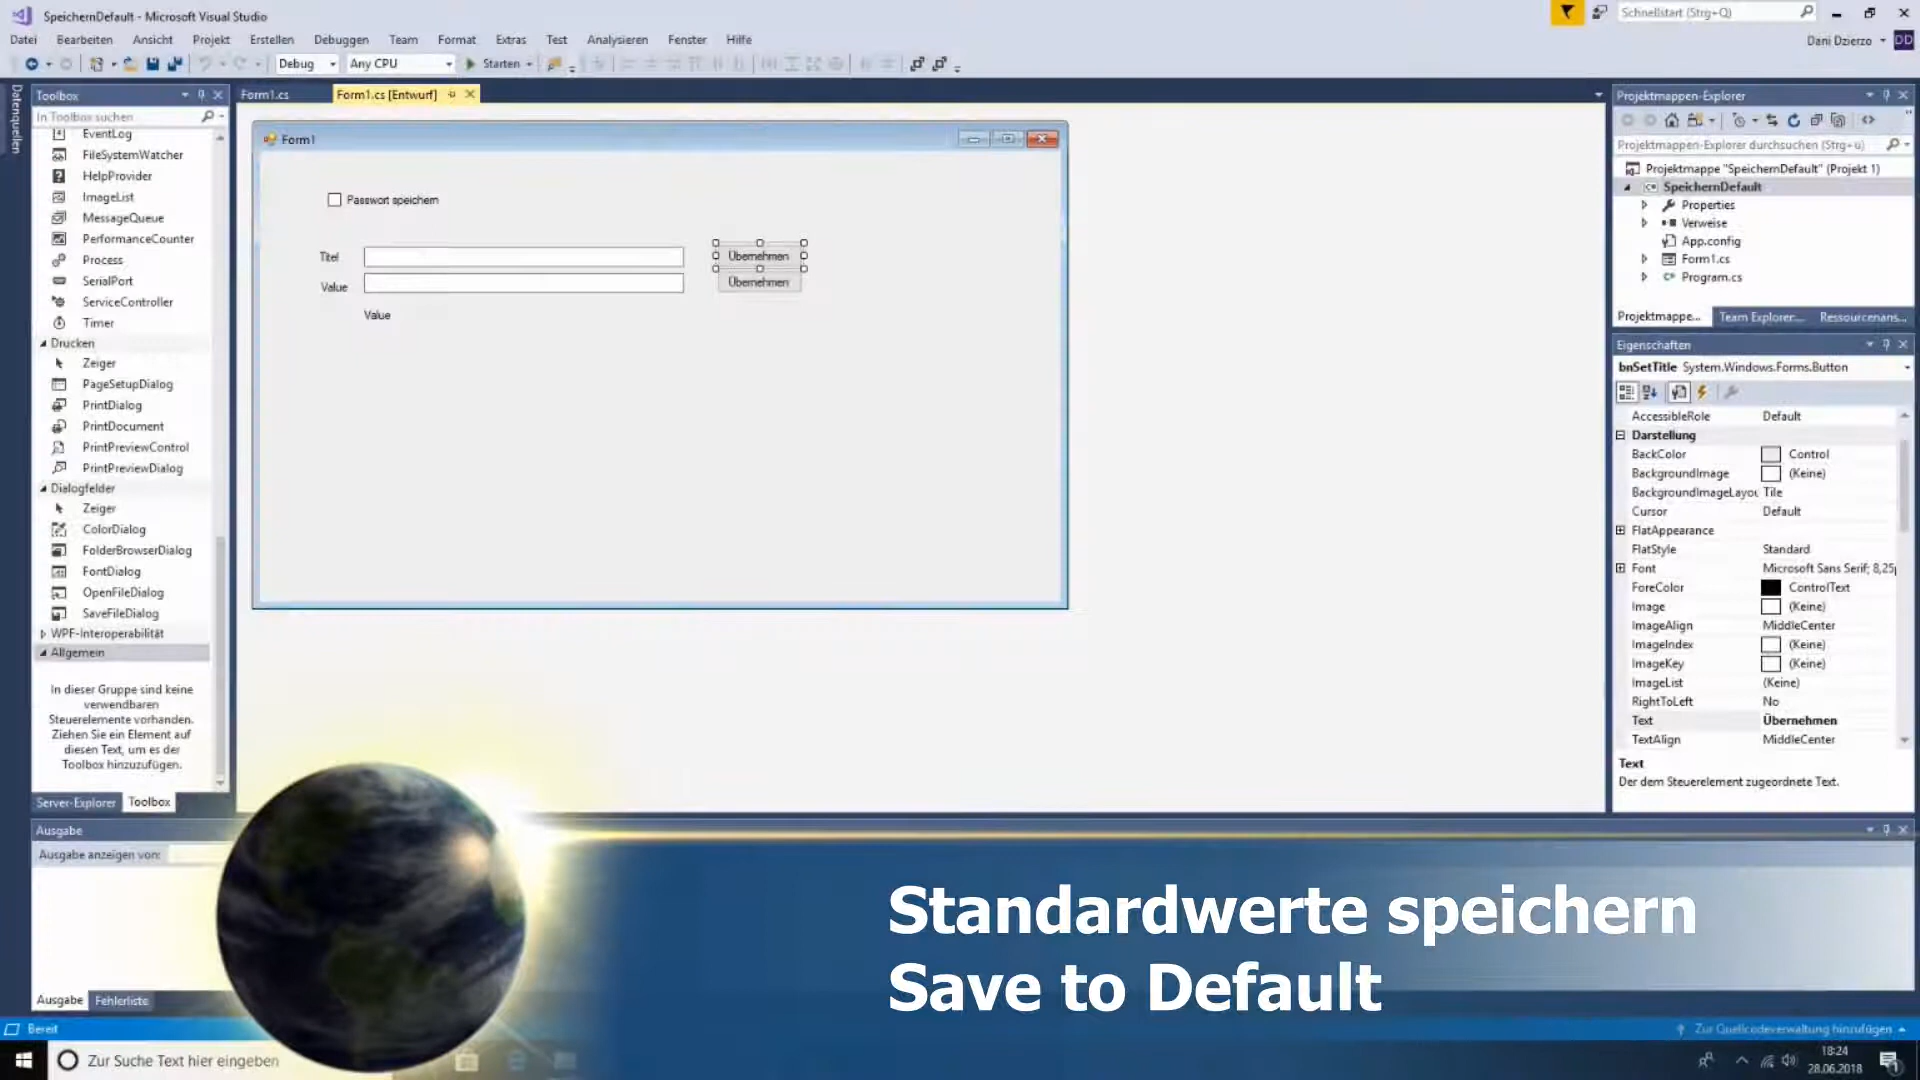 SpeichernDefault - Microsoft Visual Studio
Schnellstart (Strg+Q)
Datei Bearbeiten Ansicht Projekt Erstellen Debuggen Team Format Extras Test Analysieren Fenster Hilfe
Dani Dzierzo DD
Debug Any CPU Starten
Datenquellen
Toolbox
In Toolbox suchen
EventLog
FileSystemWatcher
HelpProvider
ImageList
MessageQueue
PerformanceCounter
Process
SerialPort
ServiceController
Timer
Drucken
Zeiger
PageSetupDialog
PrintDialog
PrintDocument
PrintPreviewControl
PrintPreviewDialog
Dialogfelder
Zeiger
ColorDialog
FolderBrowserDialog
FontDialog
OpenFileDialog
SaveFileDialog
WPF-Interoperabilität
Allgemein
In dieser Gruppe sind keine
verwendbaren
Steuerelemente vorhanden.
Ziehen Sie ein Element auf
diesen Text, um es der
Toolbox hinzuzufügen.
Server-Explorer Toolbox
Form1.cs Form1.cs [Entwurf]
Form1
Passwort speichern
Titel
Übernehmen
Value
Übernehmen
Value
Projektmappen-Explorer
Projektmappen-Explorer durchsuchen (Strg+ü)
Projektmappe "SpeichernDefault" (Projekt 1)
SpeichernDefault
Properties
Verweise
App.config
Form1.cs
Program.cs
Projektmappe... Team Explorer... Ressourcenans...
Eigenschaften
bnSetTitle System.Windows.Forms.Button
AccessibleRole Default
Darstellung
BackColor Control
BackgroundImage (Keine)
BackgroundImageLayou Tile
Cursor Default
FlatAppearance
FlatStyle Standard
Font Microsoft Sans Serif; 8,25
ForeColor ControlText
Image (Keine)
ImageAlign MiddleCenter
ImageIndex (Keine)
ImageKey (Keine)
ImageList (Keine)
RightToLeft No
Text Übernehmen
TextAlign MiddleCenter
Text
Der dem Steuerelement zugeordnete Text.
Ausgabe
Ausgabe anzeigen von:
Standardwerte speichern
Save to Default
Ausgabe Fehlerliste
Bereit
Zur Quellcodeverwaltung hinzufügen
Zur Suche Text hier eingeben
18:24
28.06.2018